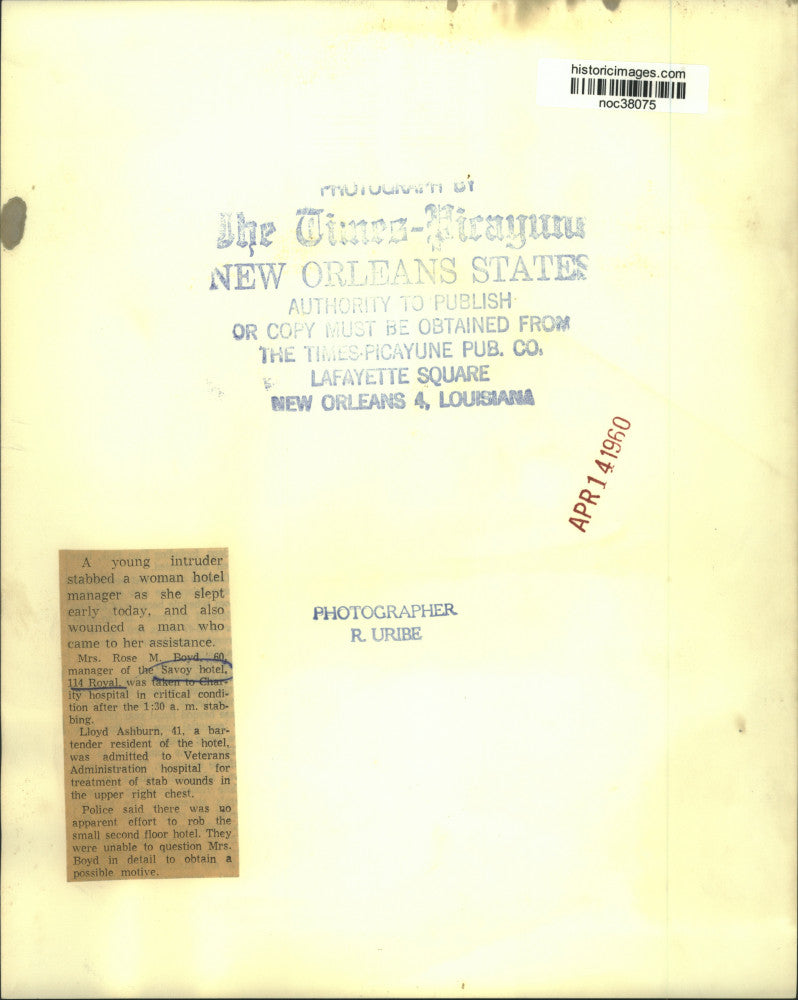 historicimages.com
noc38075
PHOTOGRAPH BY
The Times-Picayune
NEW ORLEANS STATES
AUTHORITY TO PUBLISH
OR COPY MUST BE OBTAINED FROM
THE TIMES-PICAYUNE PUB. CO.
LAFAYETTE SQUARE
NEW ORLEANS 4, LOUISIANA
APR 14 1960
PHOTOGRAPHER
R. URIBE
A young intruder
stabbed a woman hotel
manager as she slept
early today, and also
wounded a man who
came to her assistance.
Mrs. Rose M. Boyd, 60,
manager of the Savoy hotel,
114 Royal, was taken to Char-
ity hospital in critical condi-
tion after the 1:30 a. m. stab-
bing.
Lloyd Ashburn, 41, a bar-
tender resident of the hotel,
was admitted to Veterans
Administration hospital for
treatment of stab wounds in
the upper right chest.
Police said there was no
apparent effort to rob the
small second floor hotel. They
were unable to question Mrs.
Boyd in detail to obtain a
possible motive.